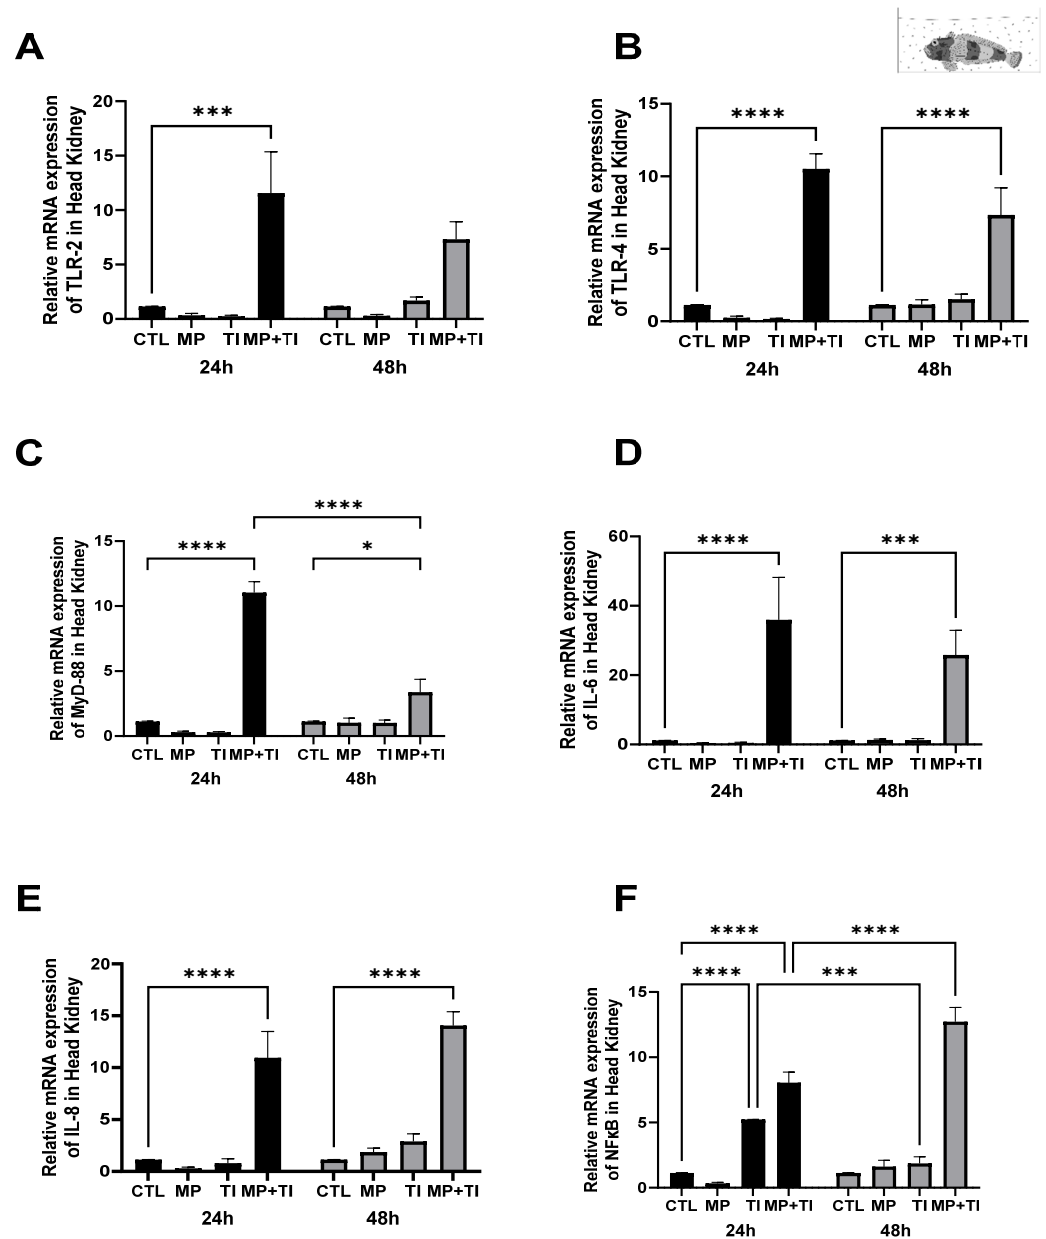 A
B
Relative mRNA expression
of TLR-2 in Head Kidney
20
15
10
5
0
***
CTL MP TI MP+TI CTL MP TI MP+TI
24h 48h
Relative mRNA expression
of TLR-4 in Head Kidney
15
10
5
0
**** ****
CTL MP TI MP+TI CTL MP TI MP+TI
24h 48h
C
D
Relative mRNA expression
of MyD-88 in Head Kidney
15
10
5
0
****
**** *
CTL MP TI MP+TI CTL MP TI MP+TI
24h 48h
Relative mRNA expression
of IL-6 in Head Kidney
60
40
20
0
**** ***
CTL MP TI MP+TI CTL MP TI MP+TI
24h 48h
E
F
Relative mRNA expression
of IL-8 in Head Kidney
20
15
10
5
0
**** ****
CTL MP TI MP+TI CTL MP TI MP+TI
24h 48h
Relative mRNA expression
of NFκB in Head Kidney
15
10
5
0
**** ****
**** ***
CTL MP TI MP+TI CTL MP TI MP+TI
24h 48h